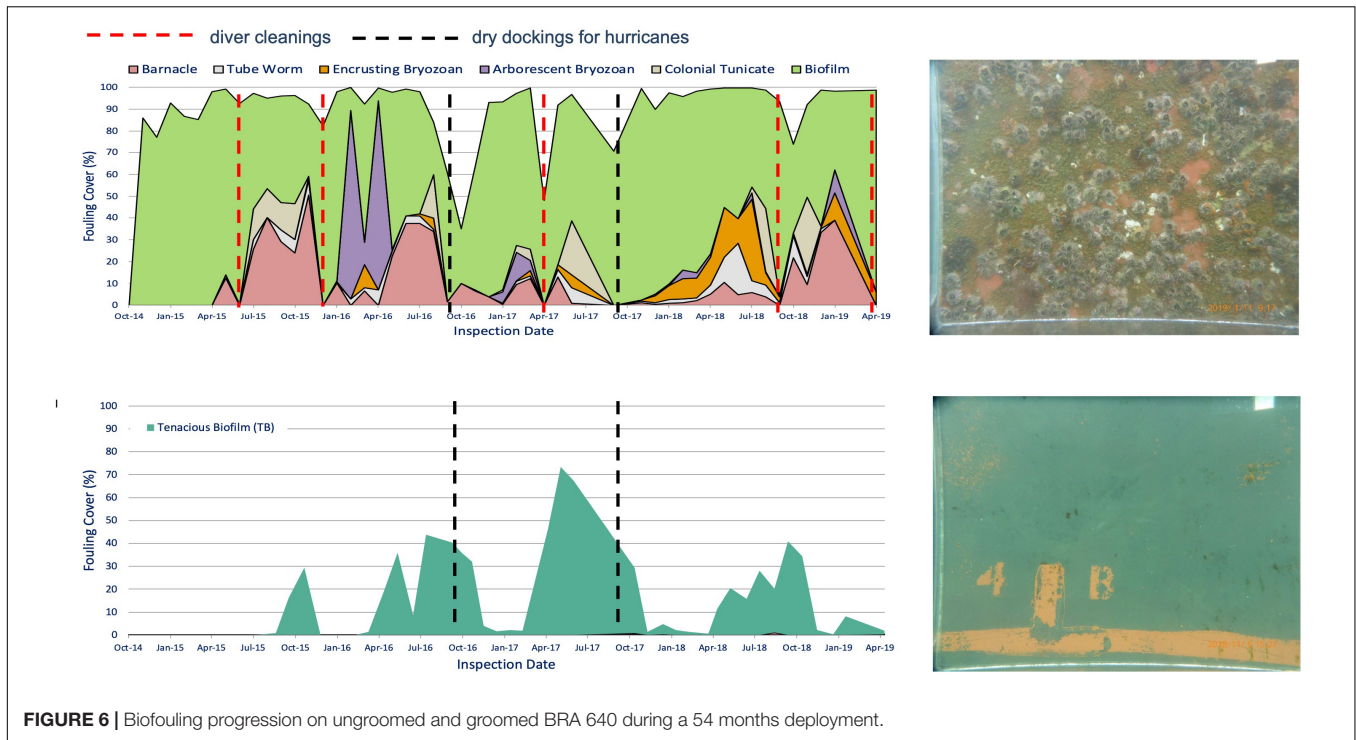 diver cleanings dry dockings for hurricanes
Barnacle Tube Worm Encrusting Bryozoan Arborescent Bryozoan Colonial Tunicate Biofilm
100
90
80
70
60
50
40
30
20
10
0
Fouling Cover (%)
Oct-14 Jan-15 Apr-15 Jul-15 Oct-15 Jan-16 Apr-16 Jul-16 Oct-16 Jan-17 Apr-17 Jul-17 Oct-17 Jan-18 Apr-18 Jul-18 Oct-18 Jan-19 Apr-19
Inspection Date
100
90
80
70
60
50
40
30
20
10
0
Fouling Cover (%)
Tenacious Biofilm (TB)
Oct-14 Jan-15 Apr-15 Jul-15 Oct-15 Jan-16 Apr-16 Jul-16 Oct-16 Jan-17 Apr-17 Jul-17 Oct-17 Jan-18 Apr-18 Jul-18 Oct-18 Jan-19 Apr-19
Inspection Date
4 B
FIGURE 6 | Biofouling progression on ungroomed and groomed BRA 640 during a 54 months deployment.